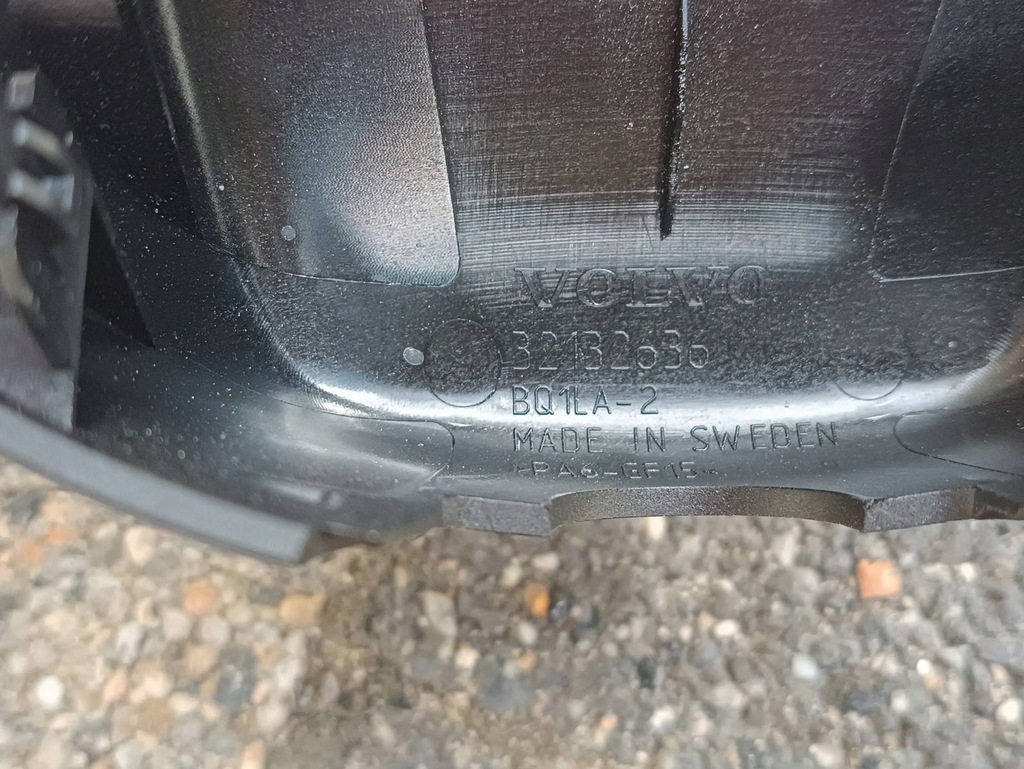 VOLVO
32132636
BQ1LA-2
MADE IN SWEDEN
>PA6-GF15<